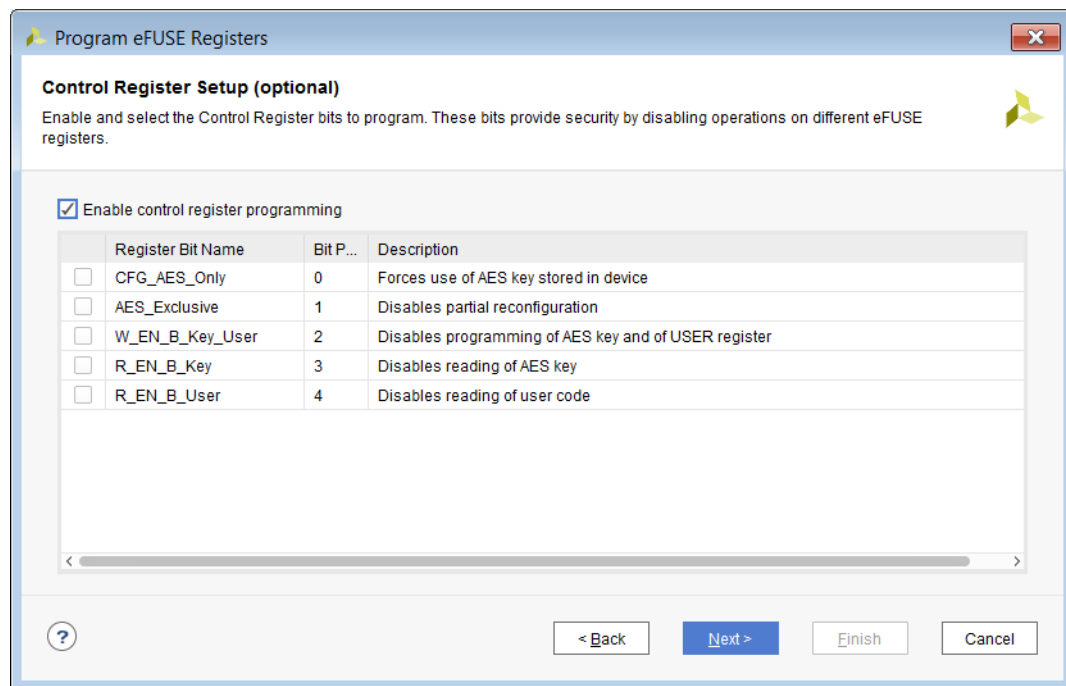 Program eFUSE Registers
Control Register Setup (optional)
Enable and select the Control Register bits to program. These bits provide security by disabling operations on different eFUSE
registers.
Enable control register programming
Register Bit Name Bit P... Description
CFG_AES_Only 0 Forces use of AES key stored in device
AES_Exclusive 1 Disables partial reconfiguration
W_EN_B_Key_User 2 Disables programming of AES key and of USER register
R_EN_B_Key 3 Disables reading of AES key
R_EN_B_User 4 Disables reading of user code
? < Back Next > Finish Cancel